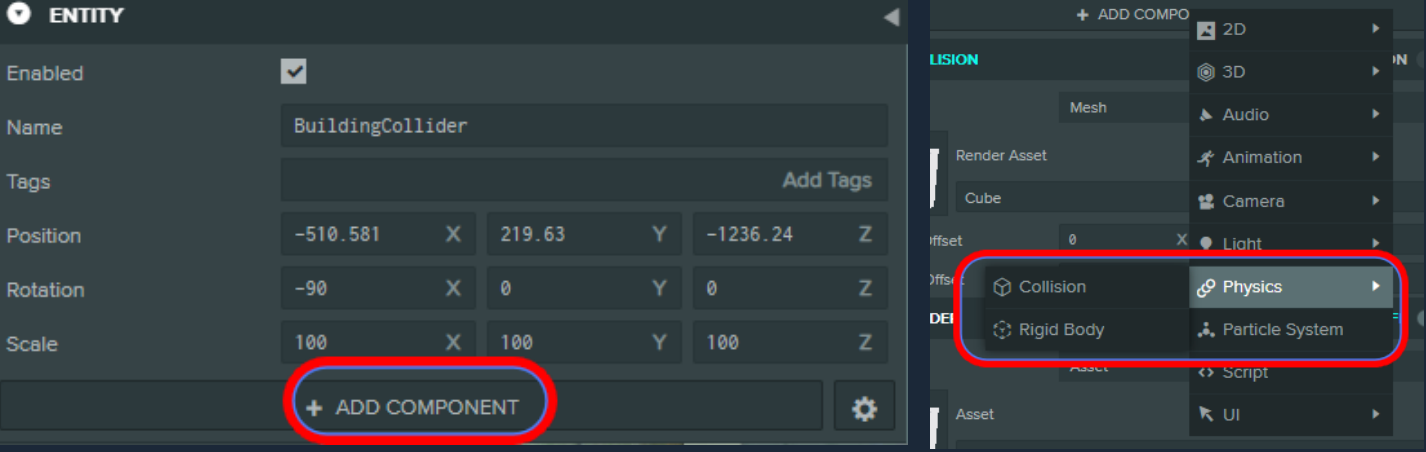 ENTITY
Enabled
Name BuildingCollider
Tags Add Tags
Position -510.581 X 219.63 Y -1236.24 Z
Rotation -90 X 0 Y 0 Z
Scale 100 X 100 Y 100 Z
+ ADD COMPONENT
+ ADD COMPO
LISION ON
Mesh
Render Asset
Cube
Offset 0 X
Offse
DER
Asset
Asset
2D
3D
Audio
Animation
Camera
Light
Physics
Particle System
Script
UI
Collision
Rigid Body